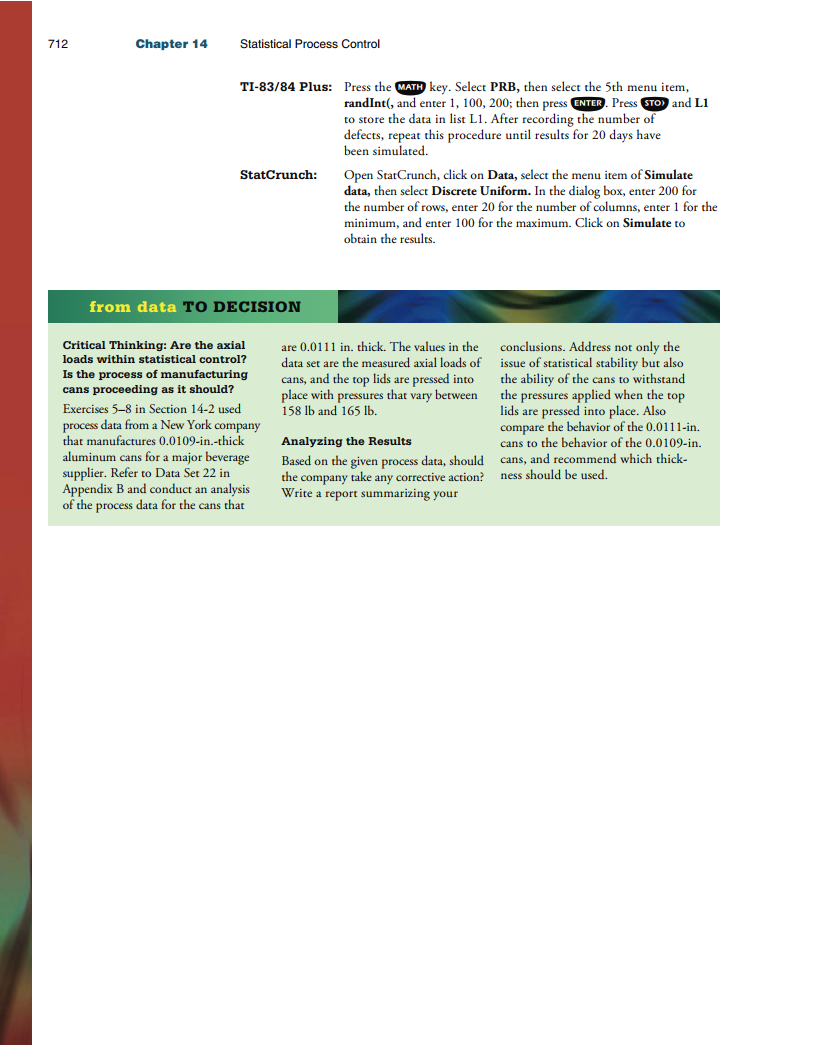 712 Chapter 14 Statistical Process Control
TI-83/84 Plus: Press the MATH key. Select PRB, then select the 5th menu item,
randInt(, and enter 1, 100, 200; then press ENTER. Press STO› and L1
to store the data in list L1. After recording the number of
defects, repeat this procedure until results for 20 days have
been simulated.
StatCrunch: Open StatCrunch, click on Data, select the menu item of Simulate
data, then select Discrete Uniform. In the dialog box, enter 200 for
the number of rows, enter 20 for the number of columns, enter 1 for the
minimum, and enter 100 for the maximum. Click on Simulate to
obtain the results.
from data TO DECISION
Critical Thinking: Are the axial
loads within statistical control?
Is the process of manufacturing
cans proceeding as it should?
Exercises 5–8 in Section 14-2 used
process data from a New York company
that manufactures 0.0109-in.-thick
aluminum cans for a major beverage
supplier. Refer to Data Set 22 in
Appendix B and conduct an analysis
of the process data for the cans that
are 0.0111 in. thick. The values in the
data set are the measured axial loads of
cans, and the top lids are pressed into
place with pressures that vary between
158 lb and 165 lb.
Analyzing the Results
Based on the given process data, should
the company take any corrective action?
Write a report summarizing your
conclusions. Address not only the
issue of statistical stability but also
the ability of the cans to withstand
the pressures applied when the top
lids are pressed into place. Also
compare the behavior of the 0.0111-in.
cans to the behavior of the 0.0109-in.
cans, and recommend which thick-
ness should be used.